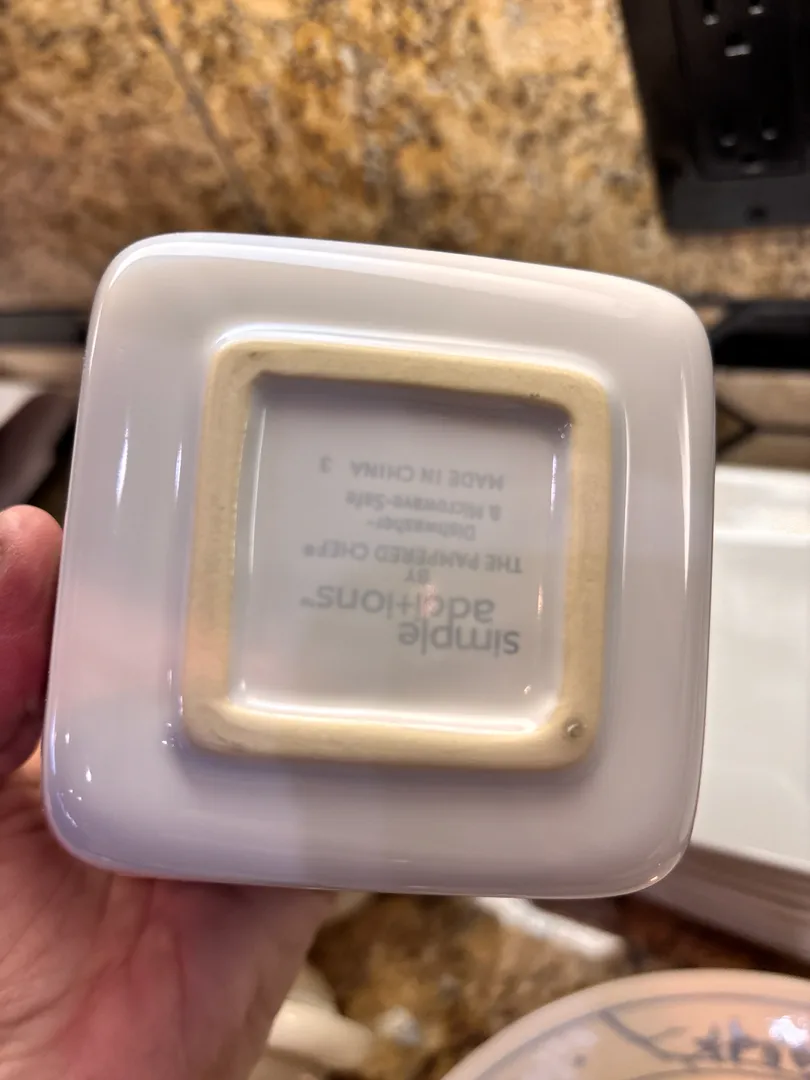 simple
additions™
BY
THE PAMPERED CHEF®
Dishwasher-
& Microwave-Safe
MADE IN CHINA 3